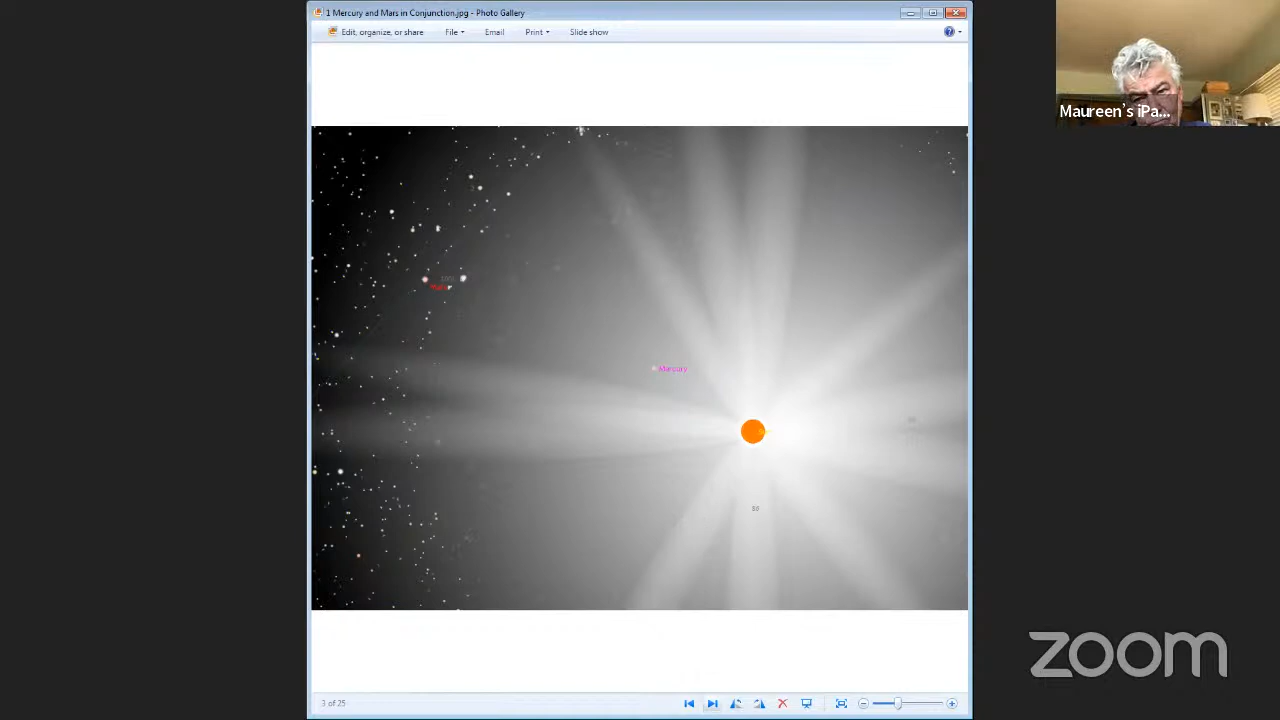 1 Mercury and Mars in Conjunction.jpg - Photo Gallery
Edit, organize, or share File Email Print Slide show
Maureen's iPa...
Mercury
3 of 25
zoom